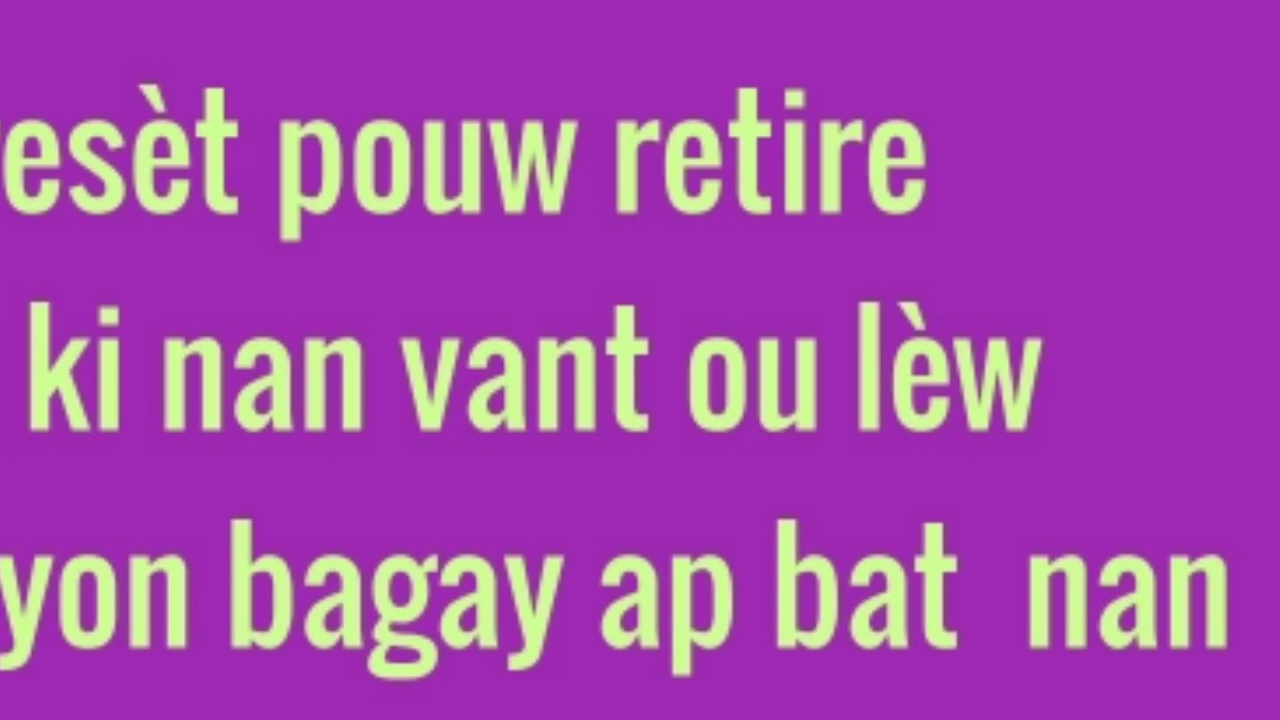 esèt pouw retire
ki nan vant ou lèw
yon bagay ap bat nan